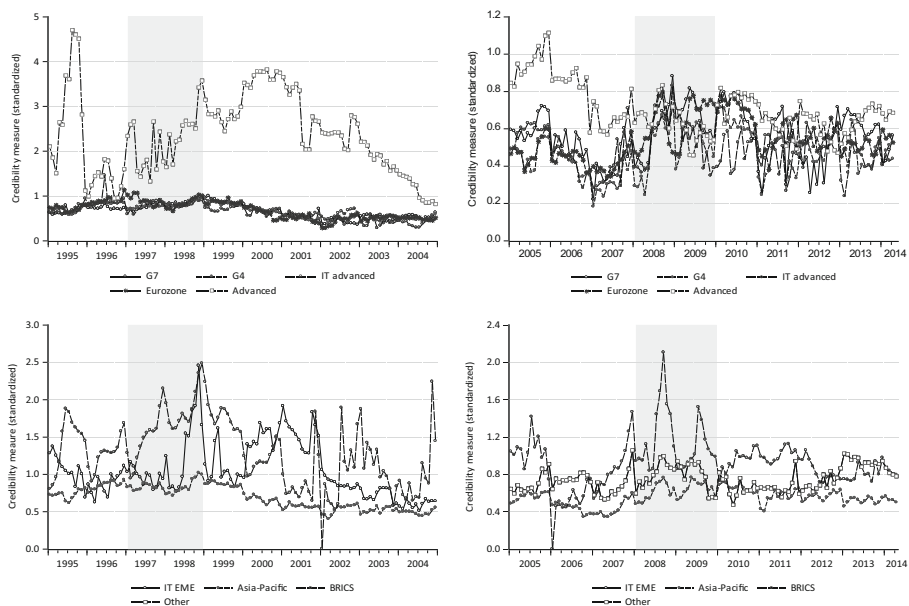 Credibility measure (standardized)
5
4
3
2
1
0
1995 1996 1997 1998 1999 2000 2001 2002 2003 2004
G7 G4 IT advanced
Eurozone Advanced
Credibility measure (standardized)
1.2
1.0
0.8
0.6
0.4
0.2
0.0
2005 2006 2007 2008 2009 2010 2011 2012 2013 2014
G7 G4 IT advanced
Eurozone Advanced
Credibility measure (standardized)
3.0
2.5
2.0
1.5
1.0
0.5
0.0
1995 1996 1997 1998 1999 2000 2001 2002 2003 2004
IT EME Asia-Pacific BRICS
Other
Credibility measure (standardized)
2.4
2.0
1.6
1.2
0.8
0.4
0.0
2005 2006 2007 2008 2009 2010 2011 2012 2013 2014
IT EME Asia-Pacific BRICS
Other